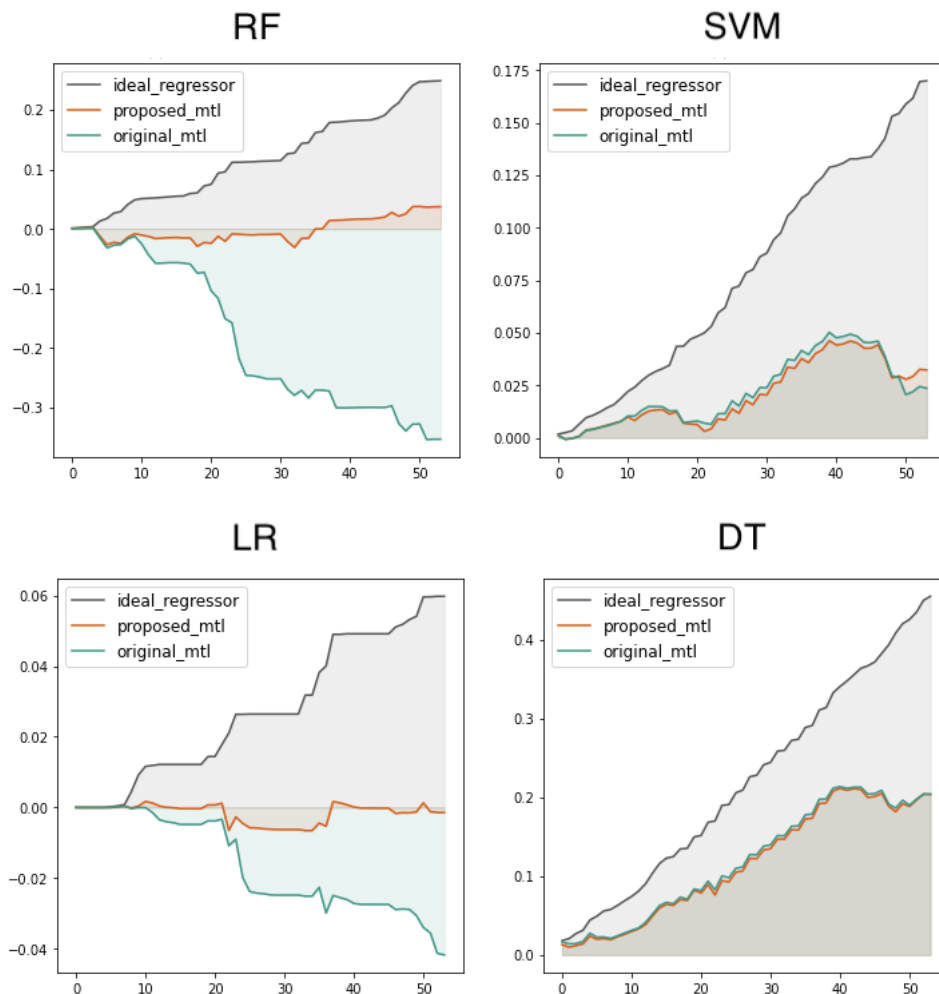 RF
ideal_regressor
proposed_mtl
original_mtl
0.2
0.1
0.0
−0.1
−0.2
−0.3
0 10 20 30 40 50
SVM
ideal_regressor
proposed_mtl
original_mtl
0.175
0.150
0.125
0.100
0.075
0.050
0.025
0.000
0 10 20 30 40 50
LR
ideal_regressor
proposed_mtl
original_mtl
0.06
0.04
0.02
0.00
−0.02
−0.04
0 10 20 30 40 50
DT
ideal_regressor
proposed_mtl
original_mtl
0.4
0.3
0.2
0.1
0.0
0 10 20 30 40 50